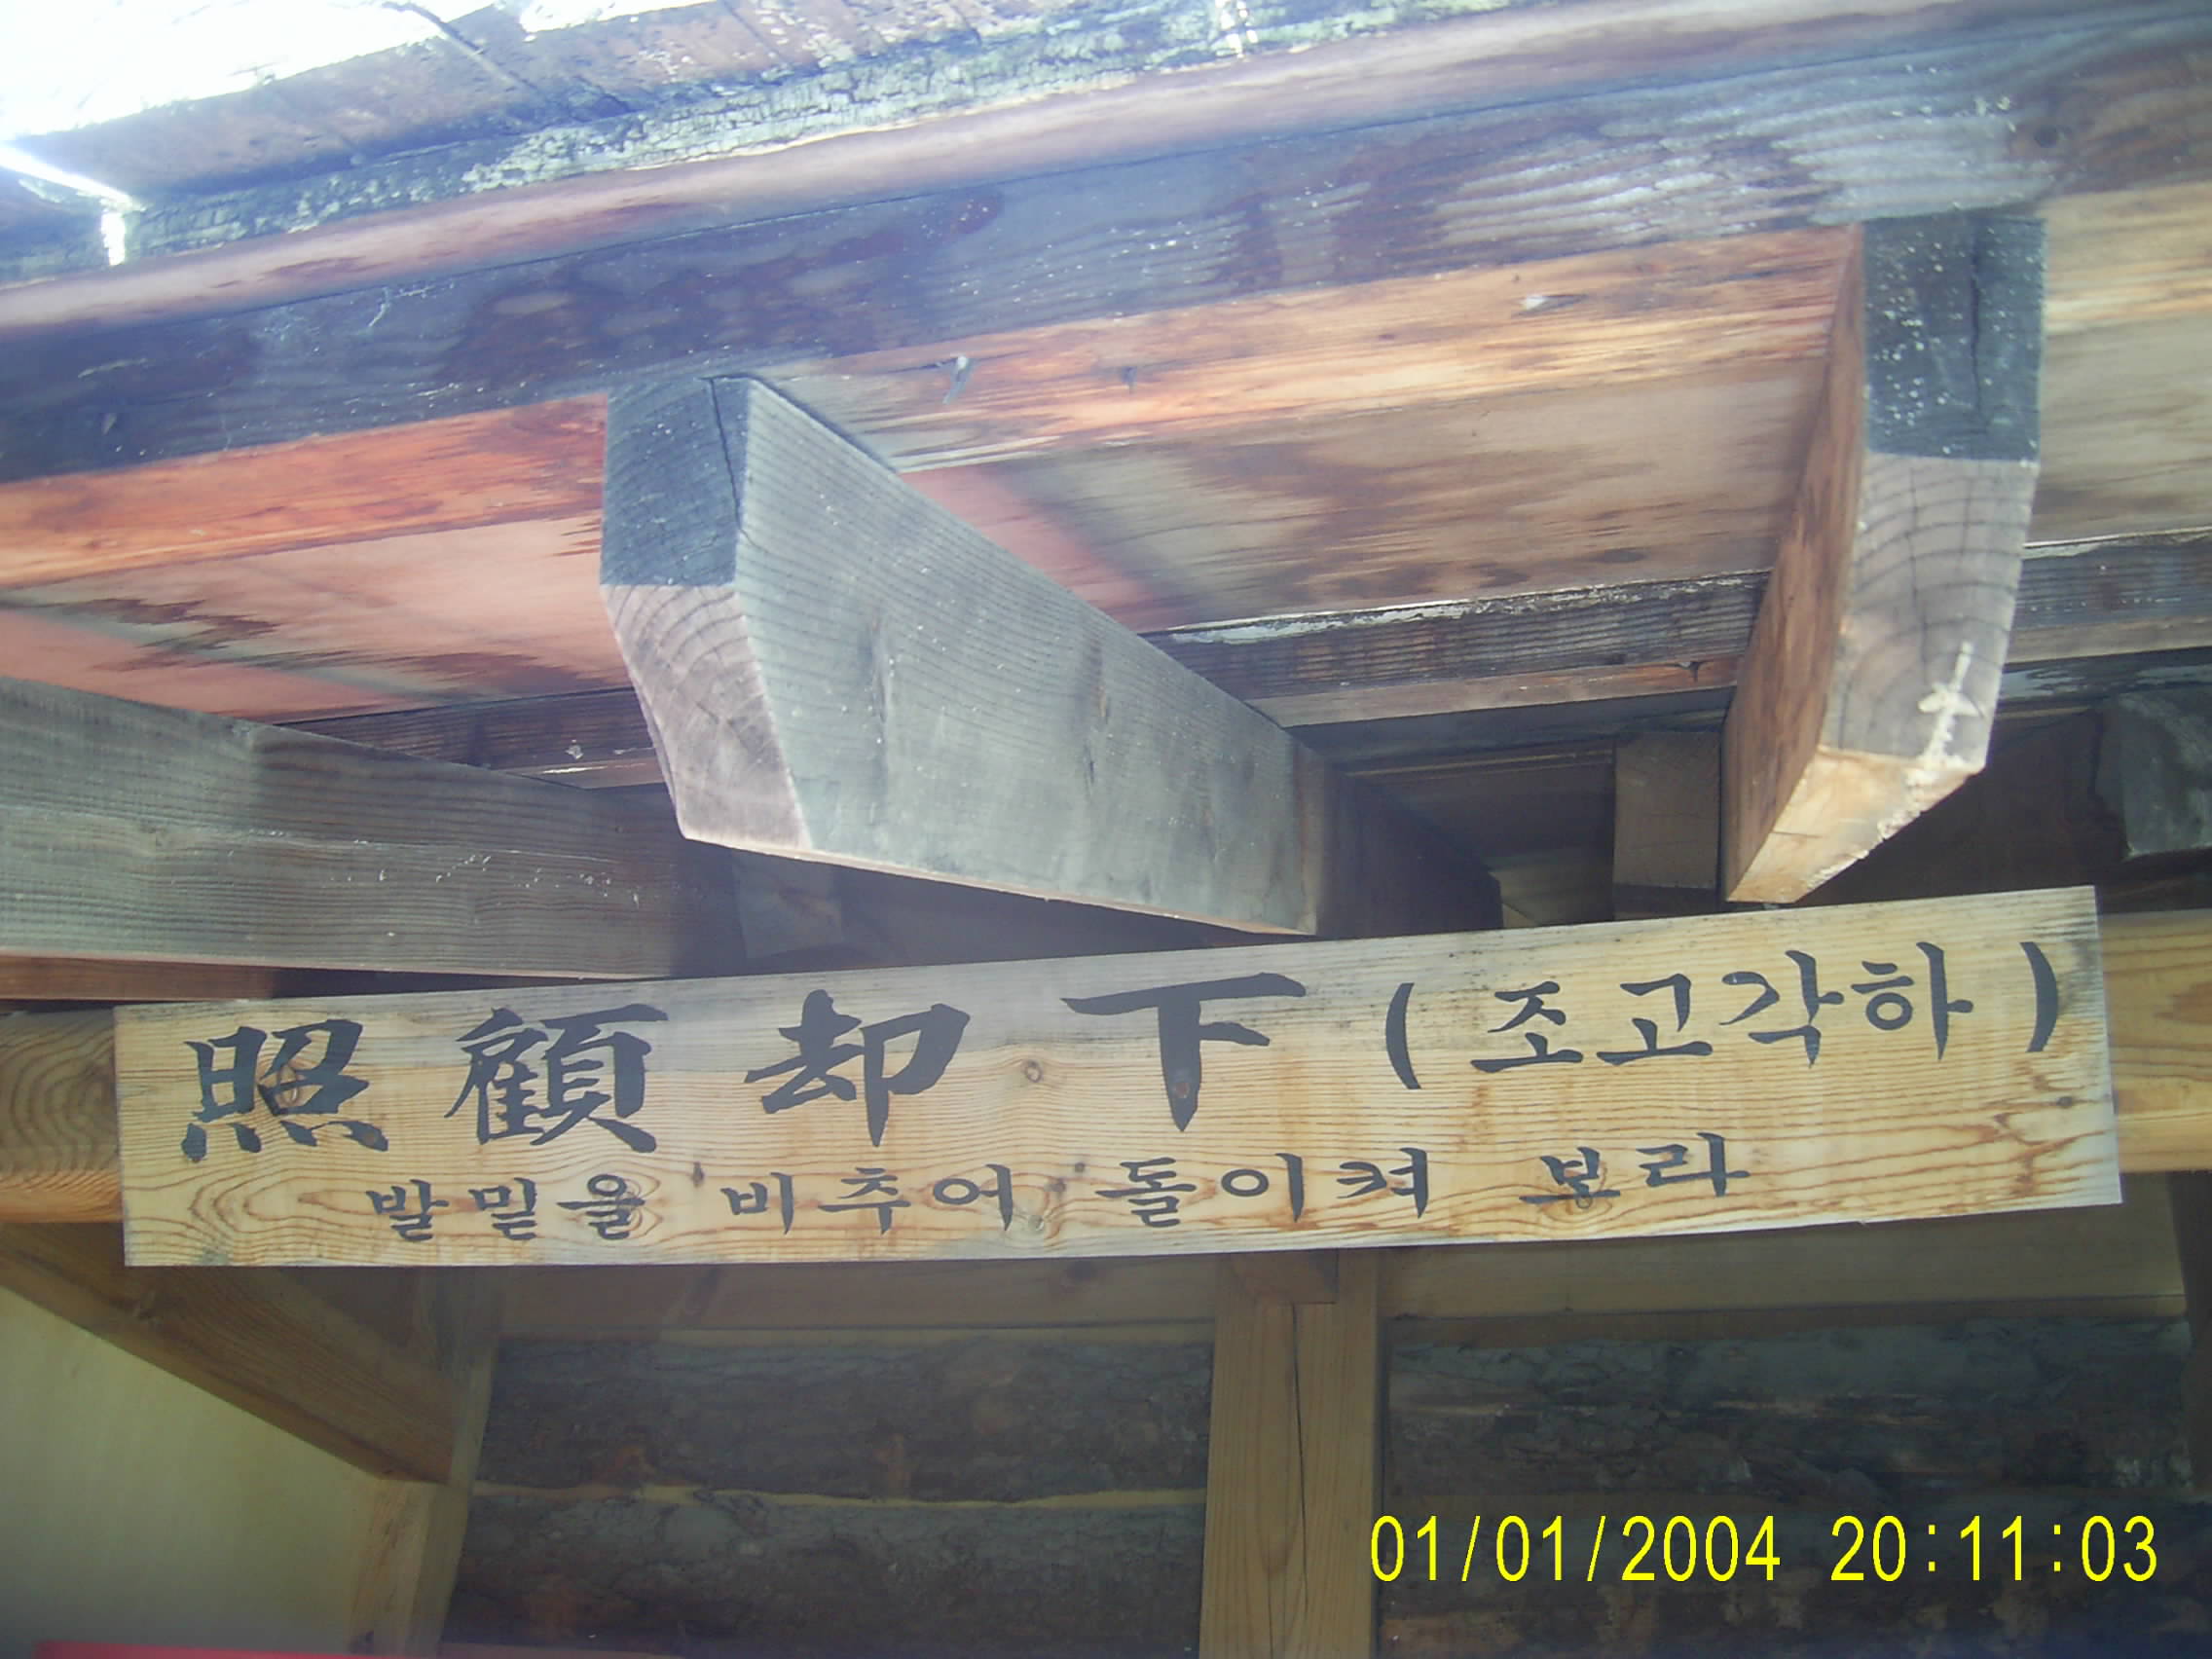 照顧却下(조고각하)
발밑을 비추어 돌이켜 보라
01/01/2004 20:11:03